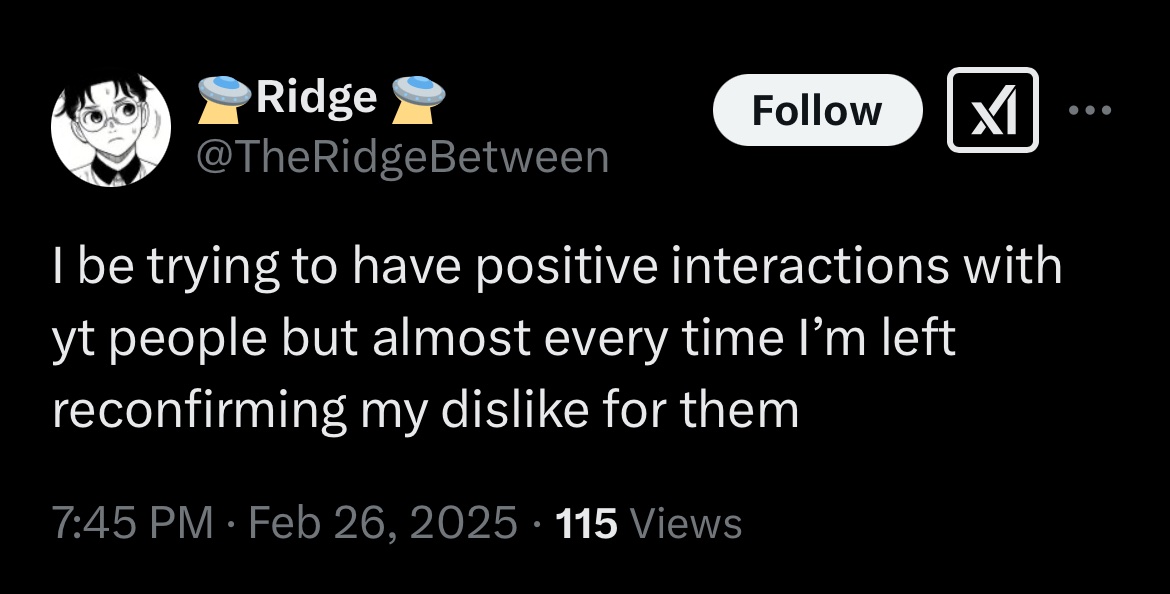 🛸Ridge 🛸
Follow
@TheRidgeBetween
I be trying to have positive interactions with
yt people but almost every time I’m left
reconfirming my dislike for them
7:45 PM · Feb 26, 2025 · 115 Views